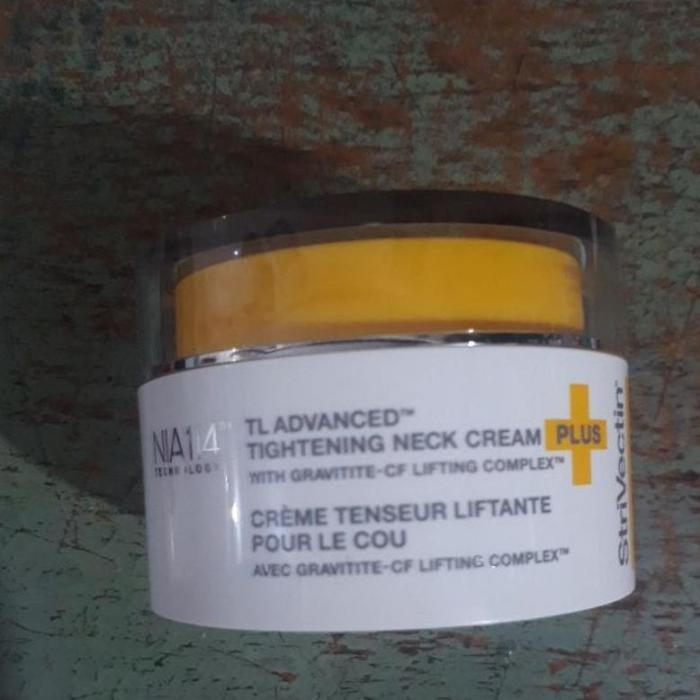 NIA114™
TECHNOLOGY
TL ADVANCED™
TIGHTENING NECK CREAM PLUS
WITH GRAVITITE-CF LIFTING COMPLEX™
CRÈME TENSEUR LIFTANTE
POUR LE COU
AVEC GRAVITITE-CF LIFTING COMPLEX™
StriVectin®